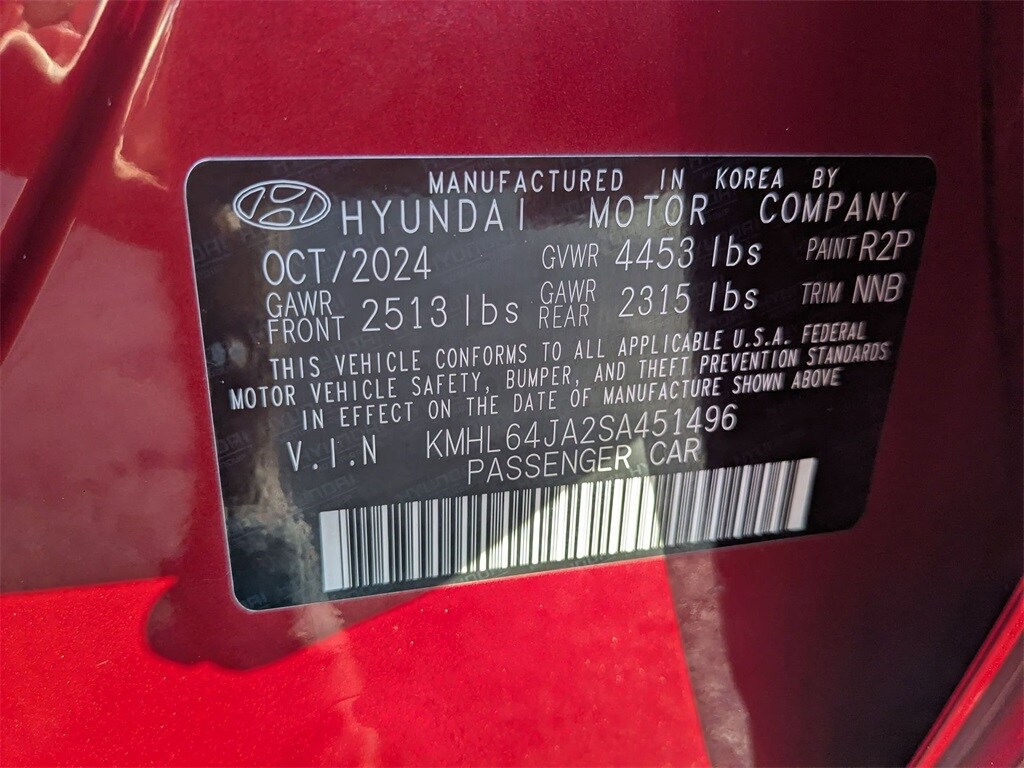 MANUFACTURED IN KOREA BY
HYUNDAI MOTOR COMPANY
OCT/2024 GVWR 4453 lbs PAINT R2P
GAWR FRONT 2513 lbs GAWR REAR 2315 lbs TRIM NNB
THIS VEHICLE CONFORMS TO ALL APPLICABLE U.S.A. FEDERAL
MOTOR VEHICLE SAFETY, BUMPER, AND THEFT PREVENTION STANDARDS
IN EFFECT ON THE DATE OF MANUFACTURE SHOWN ABOVE
V.I.N KMHL64JA2SA451496
PASSENGER CAR